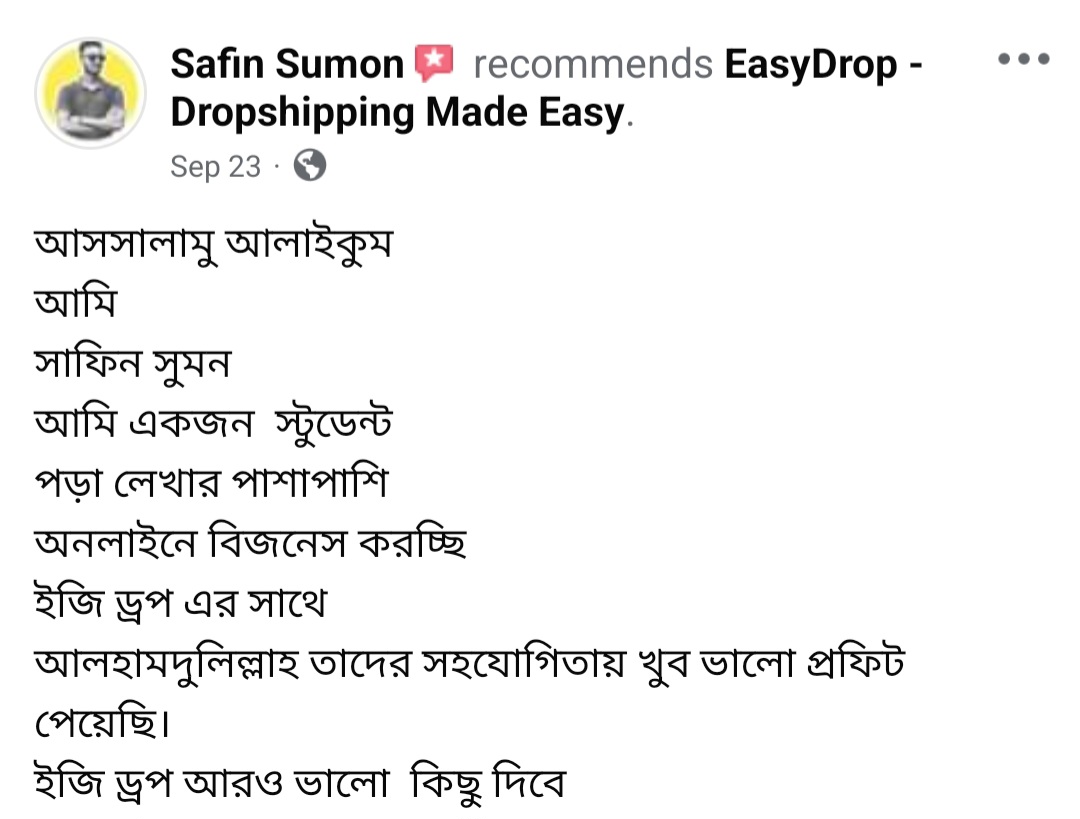 Safin Sumon recommends EasyDrop -
Dropshipping Made Easy.
Sep 23 ·
আসসালামু আলাইকুম
আমি
সাফিন সুমন
আমি একজন  স্টুডেন্ট
পড়া লেখার পাশাপাশি
অনলাইনে বিজনেস করচ্ছি
ইজি ড্রপ এর সাথে
আলহামদুলিল্লাহ তাদের সহযোগিতায় খুব ভালো প্রফিট
পেয়েছি।
ইজি ড্রপ আরও ভালো  কিছু দিবে